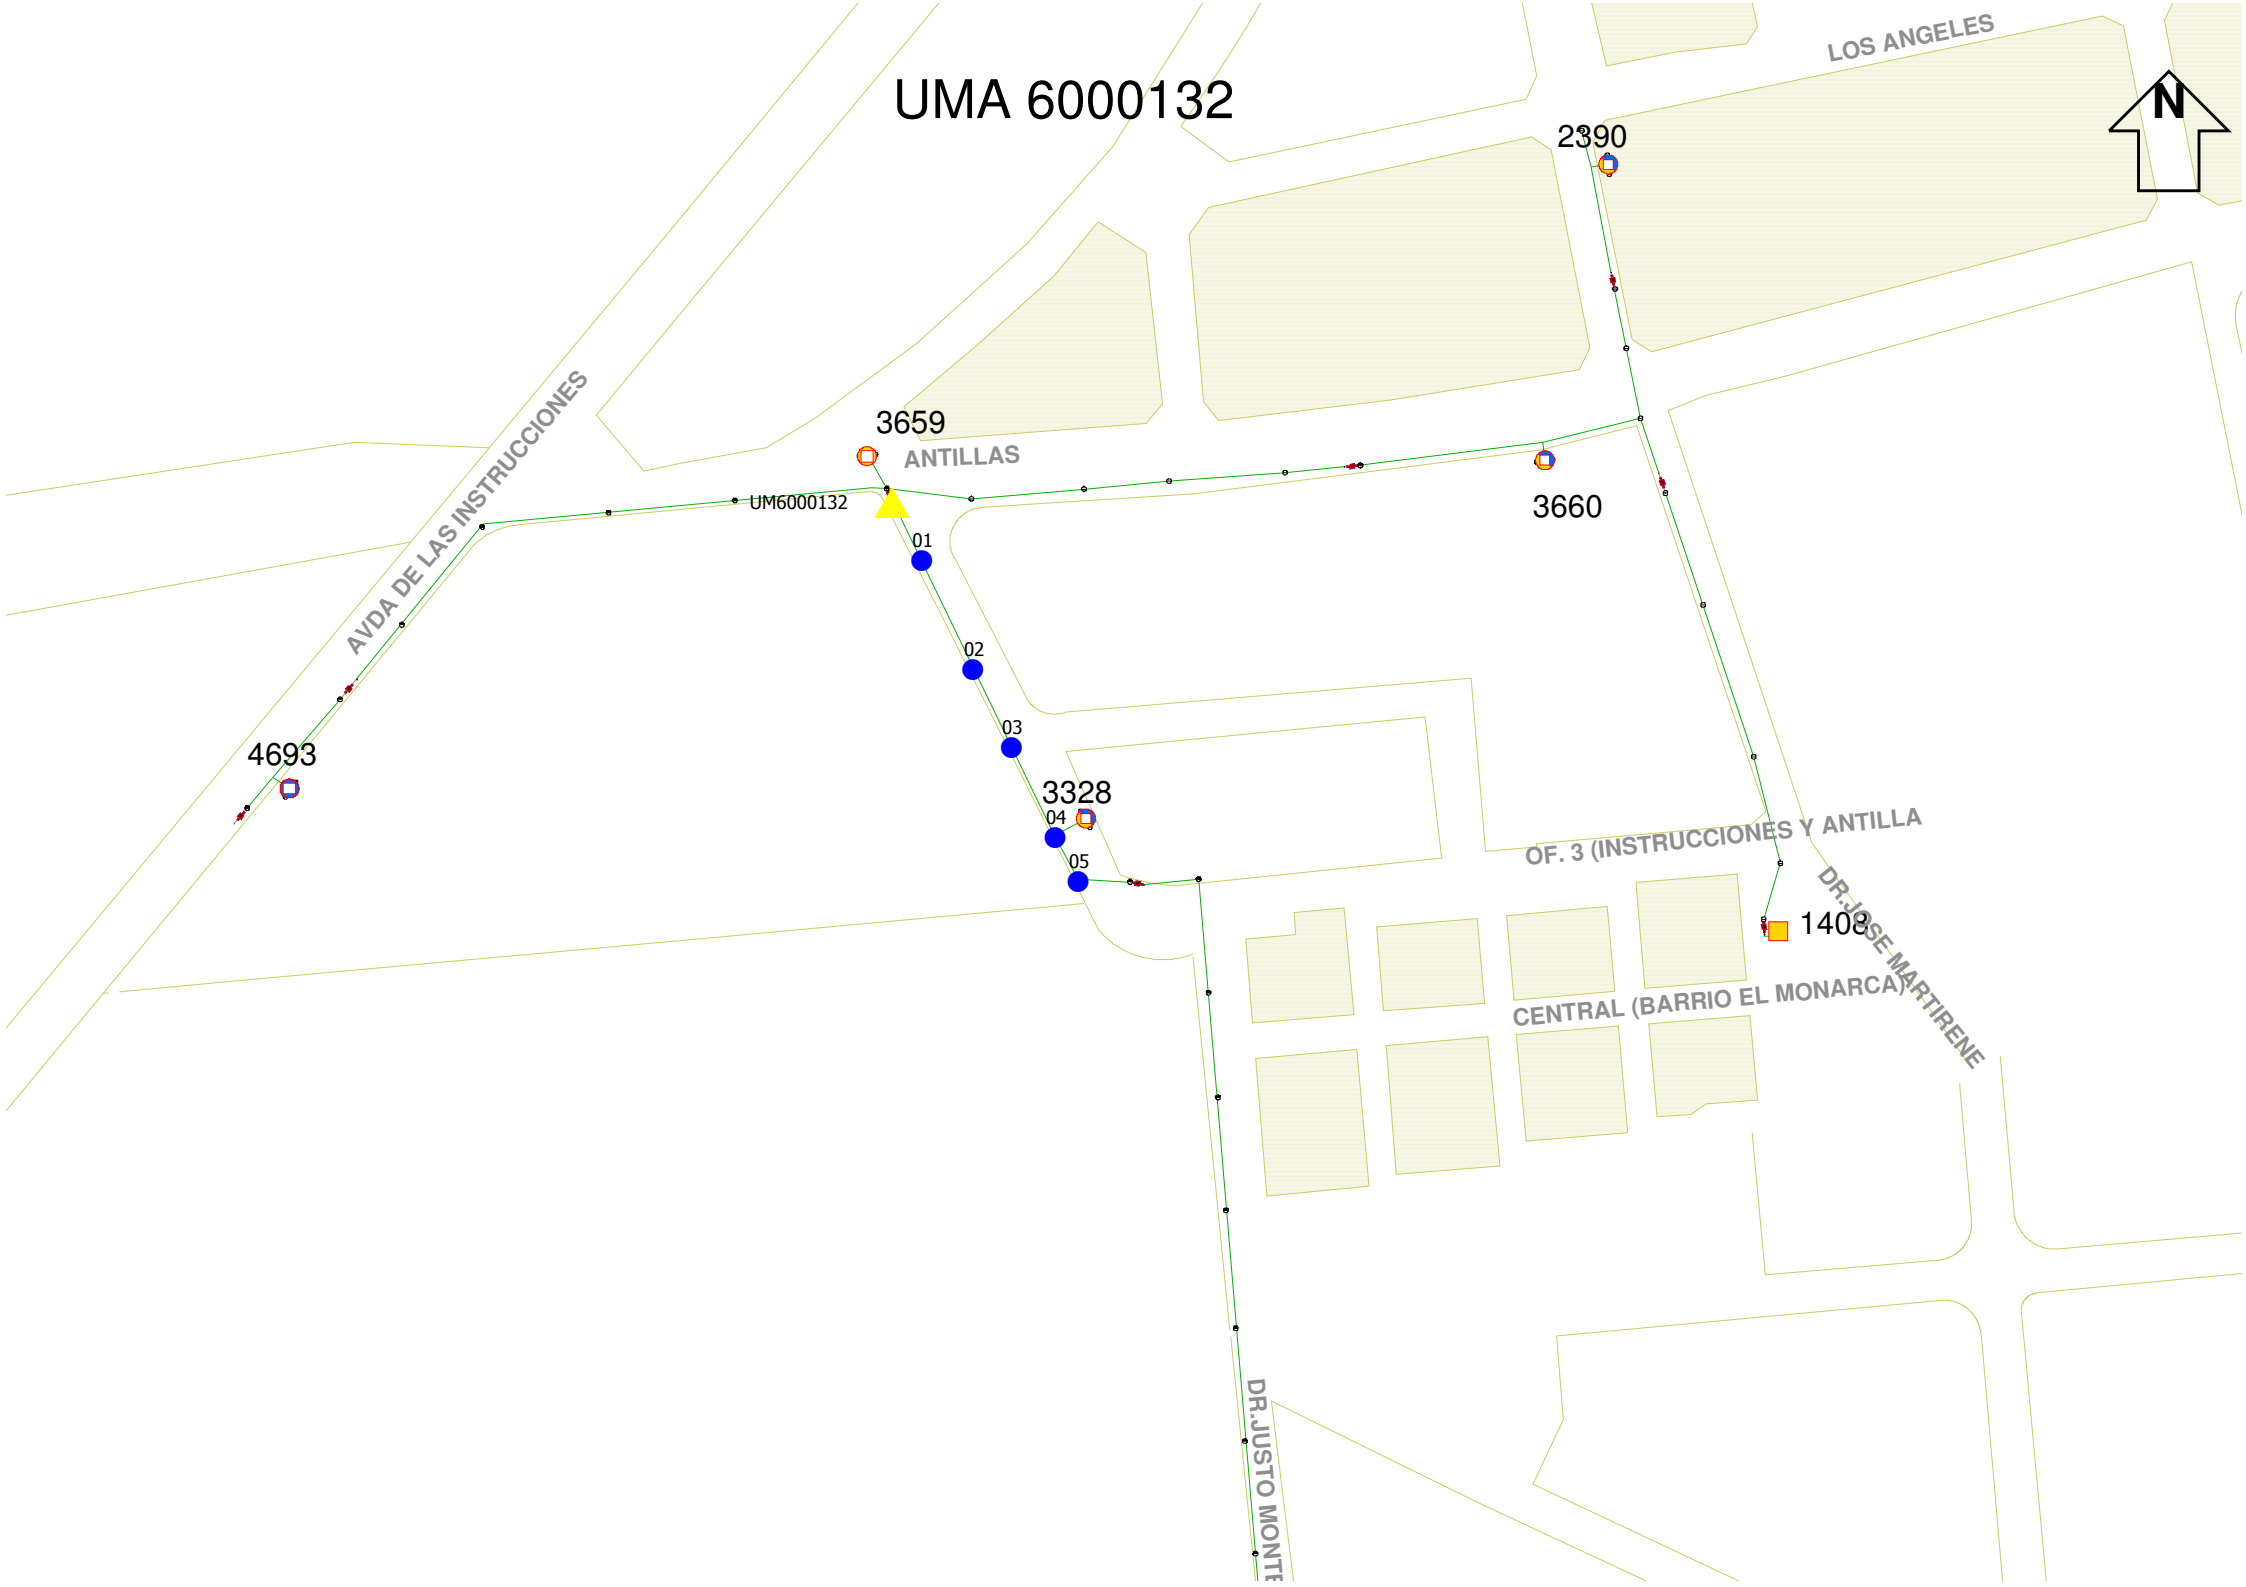 LOS ANGELES
UMA 6000132
N
2390
AVDA DE LAS INSTRUCCIONES
3659
ANTILLAS
UM6000132
3660
01
02
03
4693
3328
04
05
OF. 3 (INSTRUCCIONES Y ANTILLA
1408
DR.JOSE MARTIRENE
CENTRAL (BARRIO EL MONARCA)
DR.JUSTO MONTE